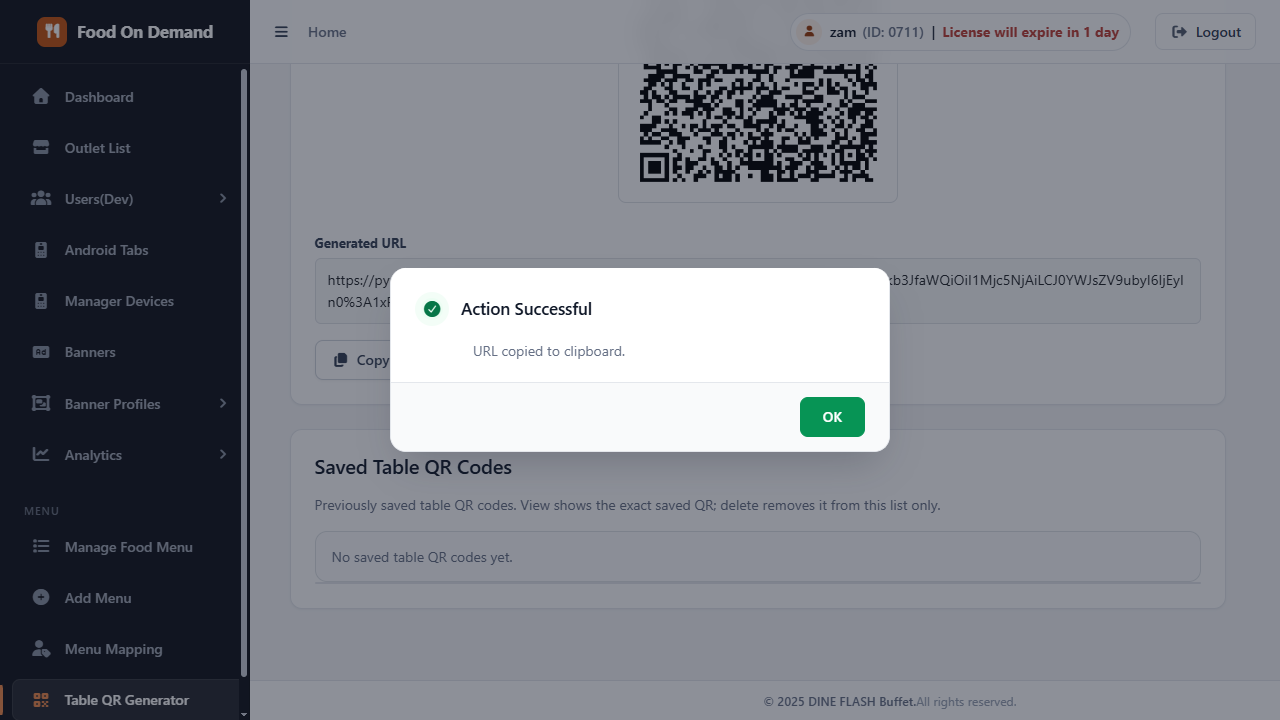 Food On Demand
Home
zam (ID: 0711) | License will expire in 1 day
Logout
Dashboard
Outlet List
Users(Dev)
Android Tabs
Manager Devices
Banners
Banner Profiles
Analytics
MENU
Manage Food Menu
Add Menu
Menu Mapping
Table QR Generator
Generated URL
https://py
Copy
Action Successful
URL copied to clipboard.
OK
Saved Table QR Codes
Previously saved table QR codes. View shows the exact saved QR; delete removes it from this list only.
No saved table QR codes yet.
© 2025 DINE FLASH Buffet.All rights reserved.